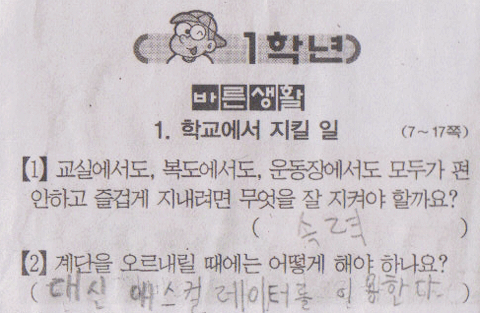 1학년
바른생활
1. 학교에서 지킬 일 (7~17쪽)
【1】 교실에서도, 복도에서도, 운동장에서도 모두가 편
안하고 즐겁게 지내려면 무엇을 잘 지켜야 할까요?
( 속력 )
【2】 계단을 오르내릴 때에는 어떻게 해야 하나요?
( 대신 에스컬레이터를 이용한다. )